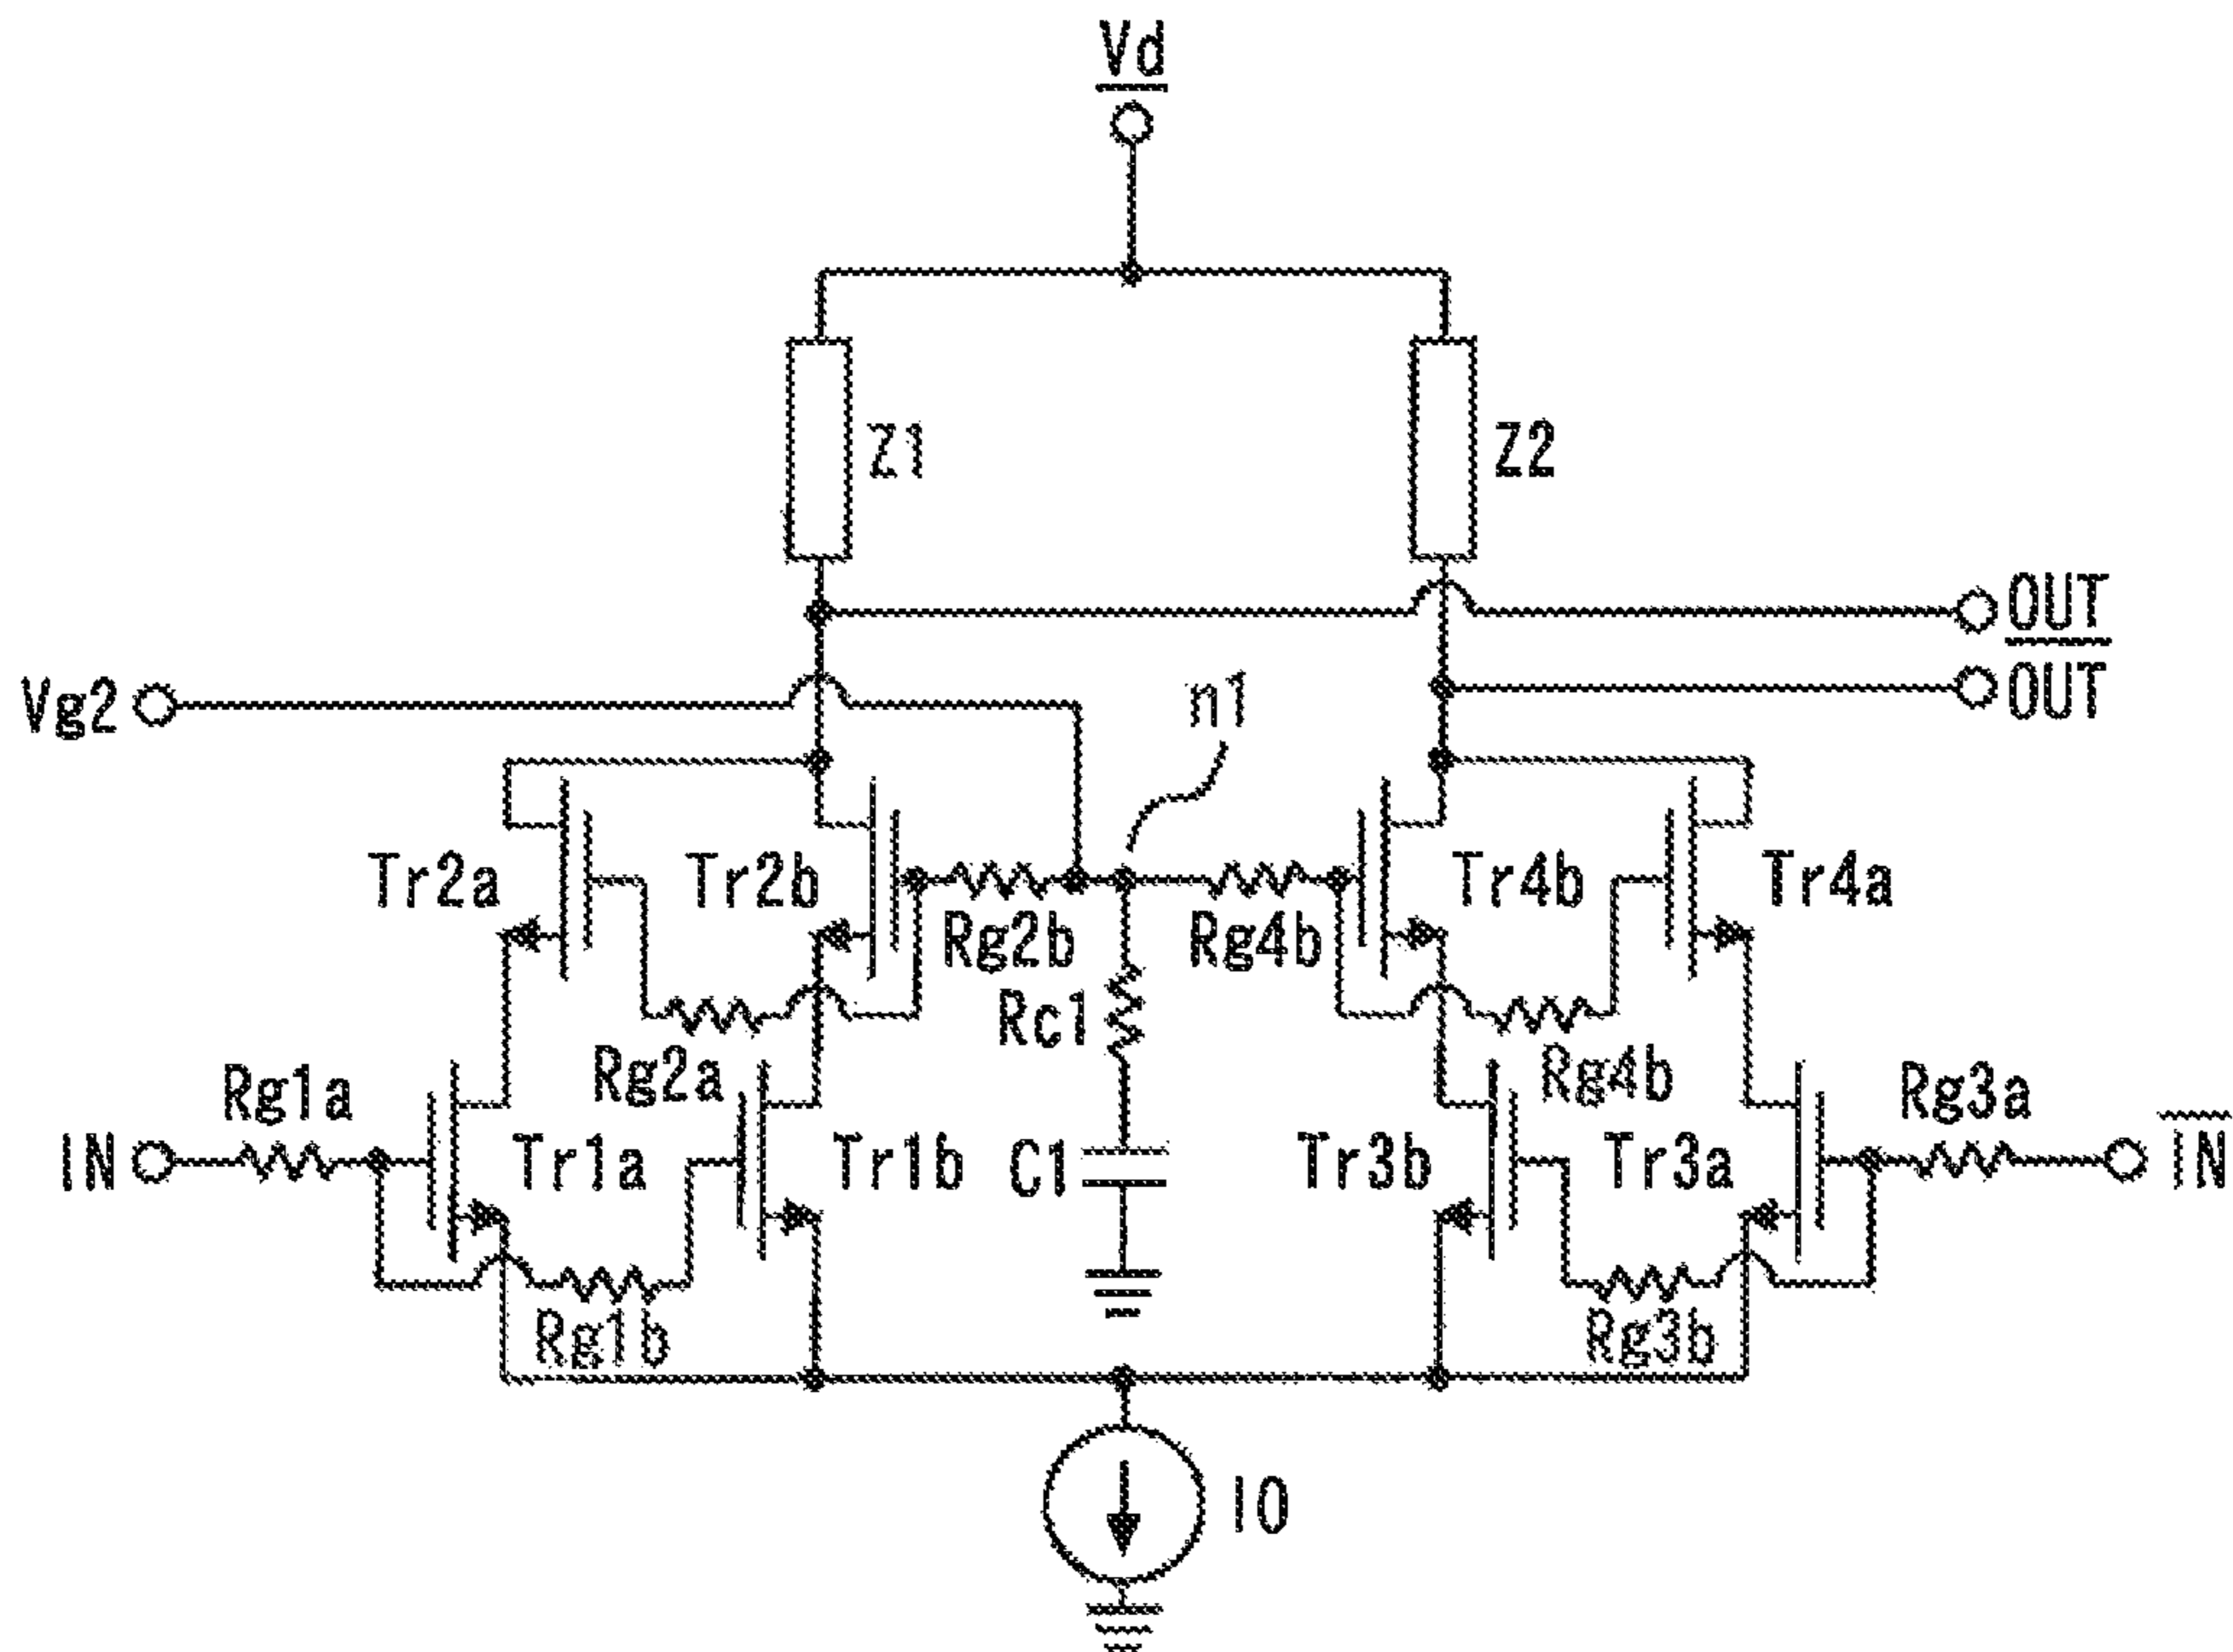 Vd
Z1
Z2
OUT
OUT
Vg2
n1
Tr2a
Tr2b
Tr4b
Tr4a
Rg2b
Rg4b
Rc1
Rg1a
Rg2a
Rg4b
Rg3a
IN
Tr1a
Tr1b
C1
Tr3b
Tr3a
IN
Rg1b
Rg3b
I0